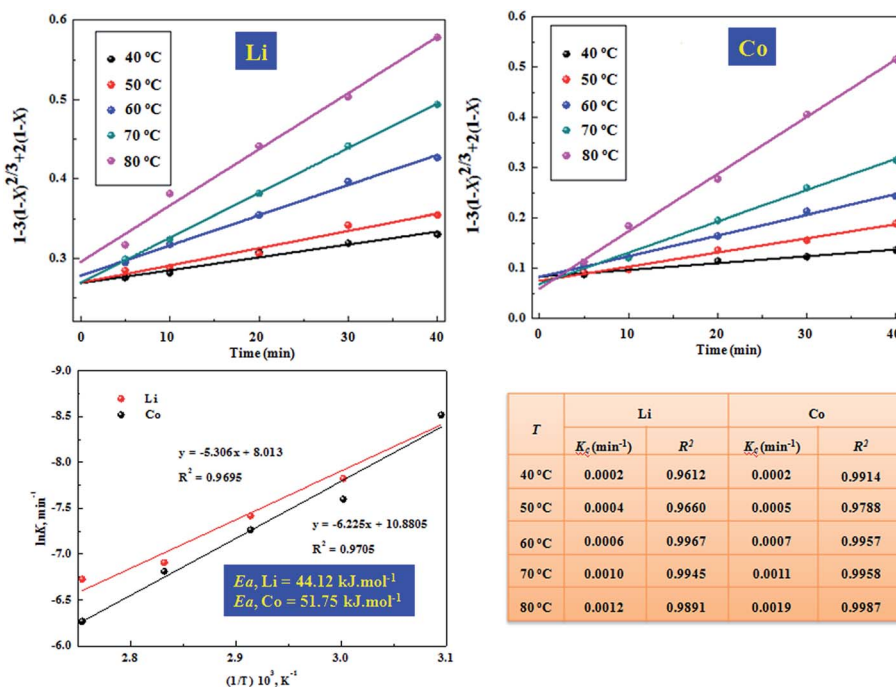 Li
40 ºC
50 ºC
60 ºC
70 ºC
80 ºC
1-3(1-X)^2/3+2(1-X)
0.6
0.5
0.4
0.3
0 10 20 30 40
Time (min)
Co
40 ºC
50 ºC
60 ºC
70 ºC
80 ºC
1-3(1-X)^2/3+2(1-X)
0.6
0.5
0.4
0.3
0.2
0.1
0.0
0 10 20 30 40
Time (min)
-9.0
-8.5
-8.0
-7.5
-7.0
-6.5
-6.0
lnK, min-1
Li
Co
y = -5.306x + 8.013
R2 = 0.9695
y = -6.225x + 10.8805
R2 = 0.9705
Ea, Li = 44.12 kJ.mol-1
Ea, Co = 51.75 kJ.mol-1
2.8 2.9 3.0 3.1
(1/T) 10^3, K-1
T Li Co
Kc (min-1) R2 Kc (min-1) R2
40 ºC 0.0002 0.9612 0.0002 0.9914
50 ºC 0.0004 0.9660 0.0005 0.9788
60 ºC 0.0006 0.9967 0.0007 0.9957
70 ºC 0.0010 0.9945 0.0011 0.9958
80 ºC 0.0012 0.9891 0.0019 0.9987